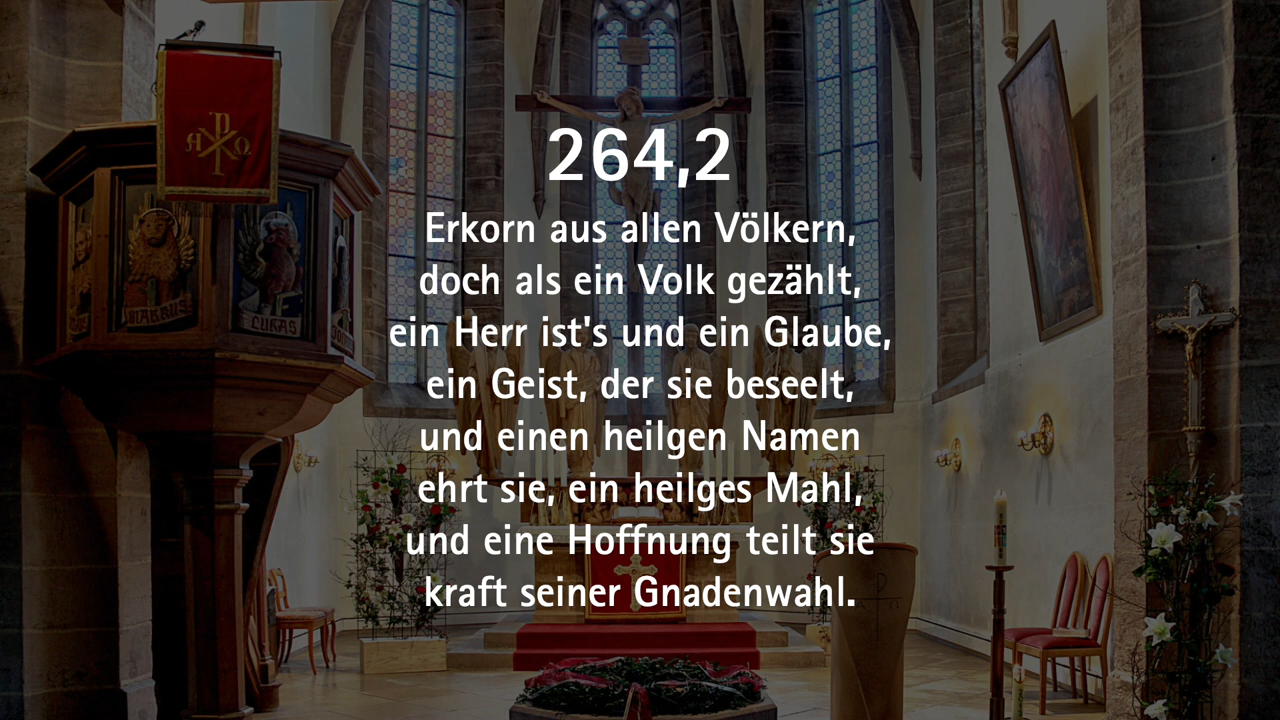 264,2
Erkorn aus allen Völkern,
doch als ein Volk gezählt,
ein Herr ist's und ein Glaube,
ein Geist, der sie beseelt,
und einen heilgen Namen
ehrt sie, ein heilges Mahl,
und eine Hoffnung teilt sie
kraft seiner Gnadenwahl.
MARKUS
LUKAS